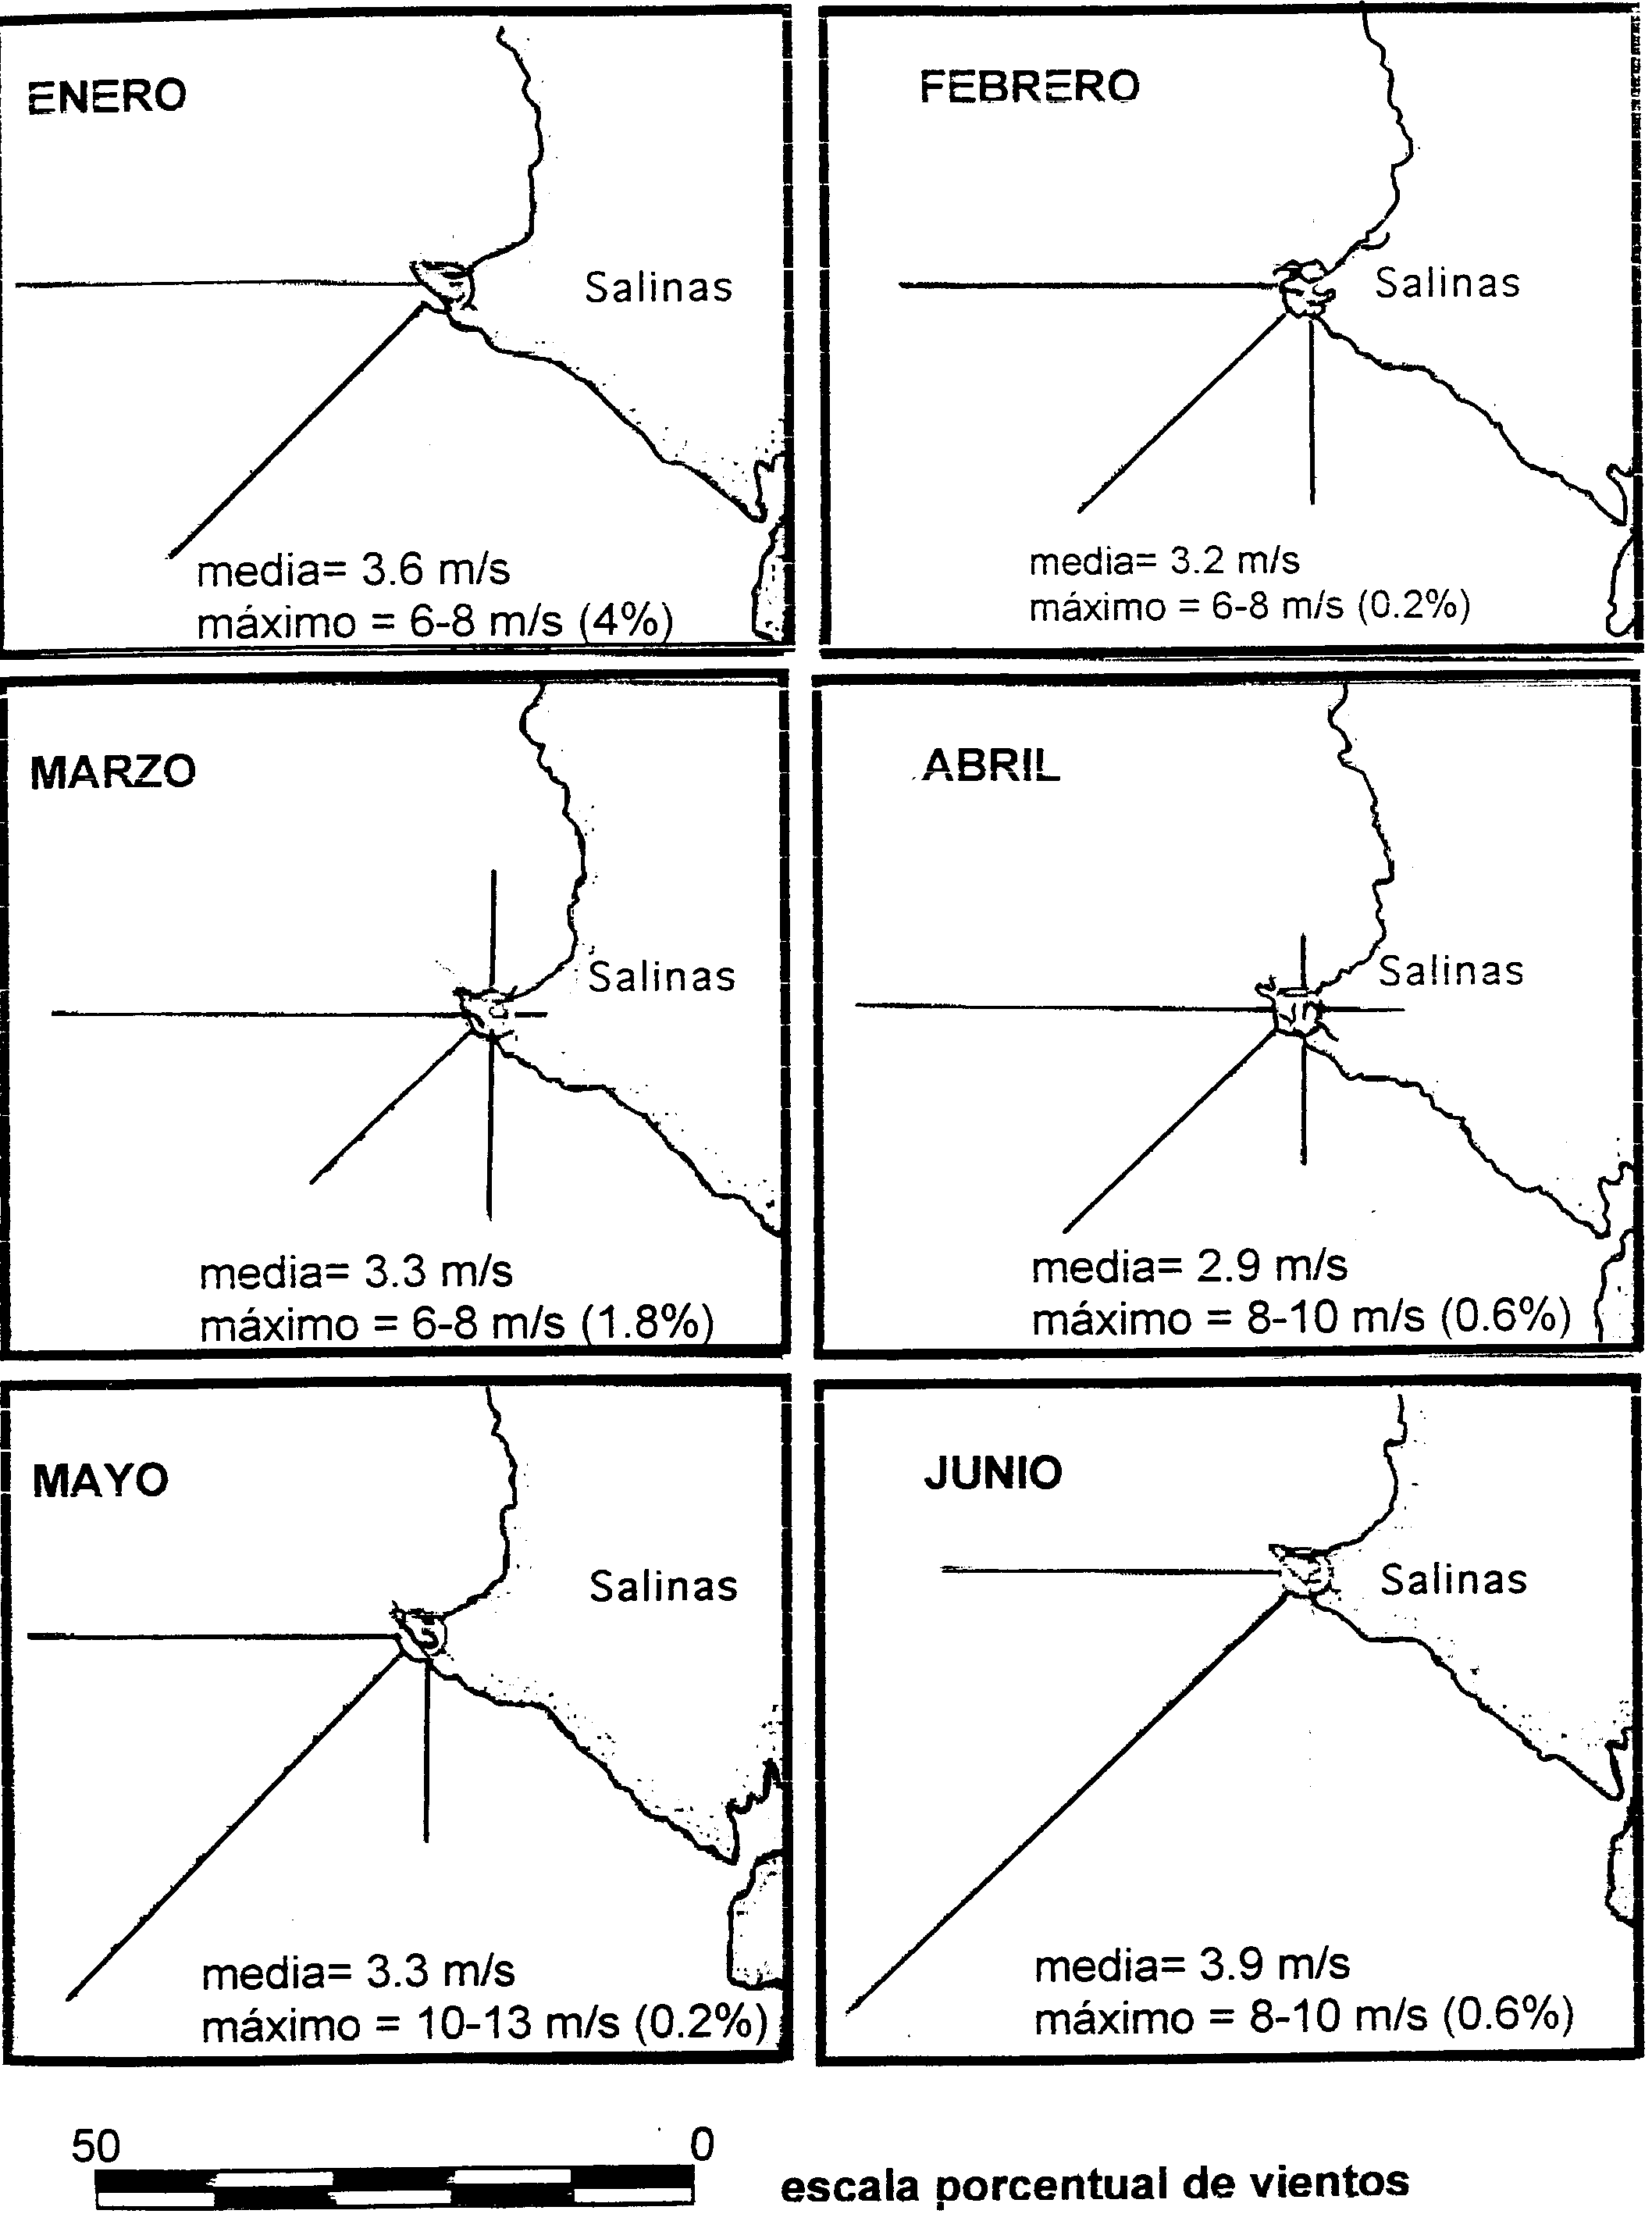 ENERO
Salinas
media= 3.6 m/s
máximo = 6-8 m/s (4%)
FEBRERO
Salinas
media= 3.2 m/s
máximo = 6-8 m/s (0.2%)
MARZO
Salinas
media= 3.3 m/s
máximo = 6-8 m/s (1.8%)
ABRIL
Salinas
media= 2.9 m/s
máximo = 8-10 m/s (0.6%)
MAYO
Salinas
media= 3.3 m/s
máximo = 10-13 m/s (0.2%)
JUNIO
Salinas
media= 3.9 m/s
máximo = 8-10 m/s (0.6%)
50 0
escala porcentual de vientos